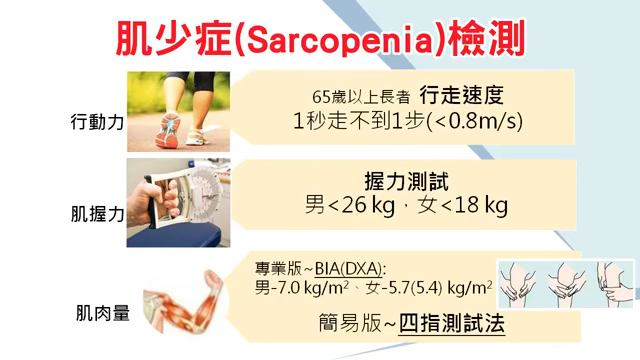 肌少症(Sarcopenia)檢測
行動力
65歲以上長者 行走速度
1秒走不到1步(<0.8m/s)
肌握力
握力測試
男<26 kg、女<18 kg
肌肉量
專業版~BIA(DXA):
男-7.0 kg/m²、女-5.7(5.4) kg/m²
簡易版~四指測試法